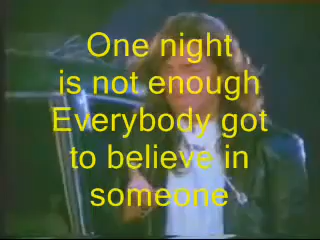 One night
is not enough
Everybody got
to believe in
someone